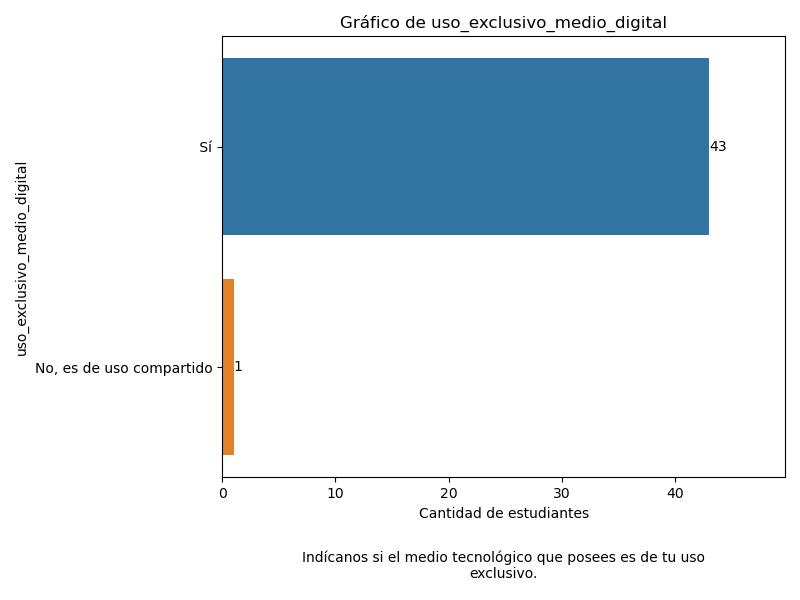 Gráfico de uso_exclusivo_medio_digital
uso_exclusivo_medio_digital
Sí
43
No, es de uso compartido
1
0 10 20 30 40
Cantidad de estudiantes
Indícanos si el medio tecnológico que posees es de tu uso
exclusivo.